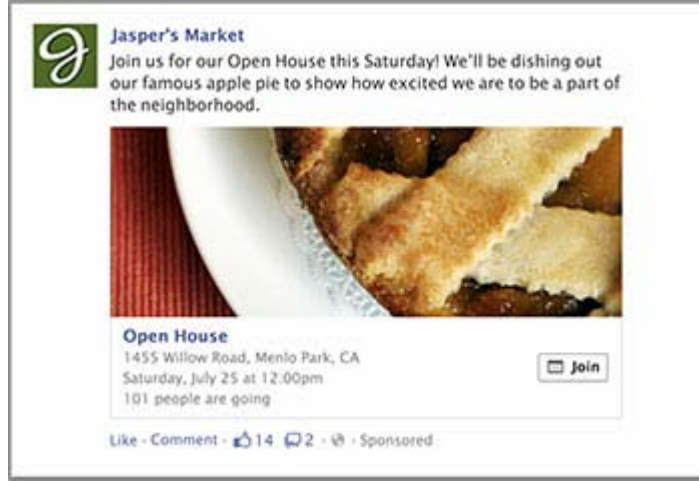 Jasper's Market
Join us for our Open House this Saturday! We'll be dishing out
our famous apple pie to show how excited we are to be a part of
the neighborhood.
Open House
1455 Willow Road, Menlo Park, CA
Saturday, July 25 at 12.00pm
101 people are going
Join
Like · Comment · 14 2 · · Sponsored